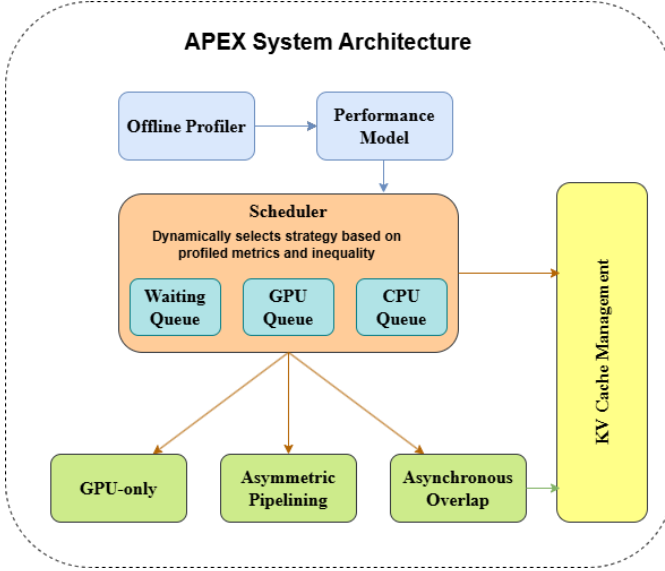 APEX System Architecture
Offline Profiler
Performance
Model
Scheduler
Dynamically selects strategy based on
profiled metrics and inequality
Waiting
Queue
GPU
Queue
CPU
Queue
KV Cache Management
GPU-only
Asymmetric
Pipelining
Asynchronous
Overlap